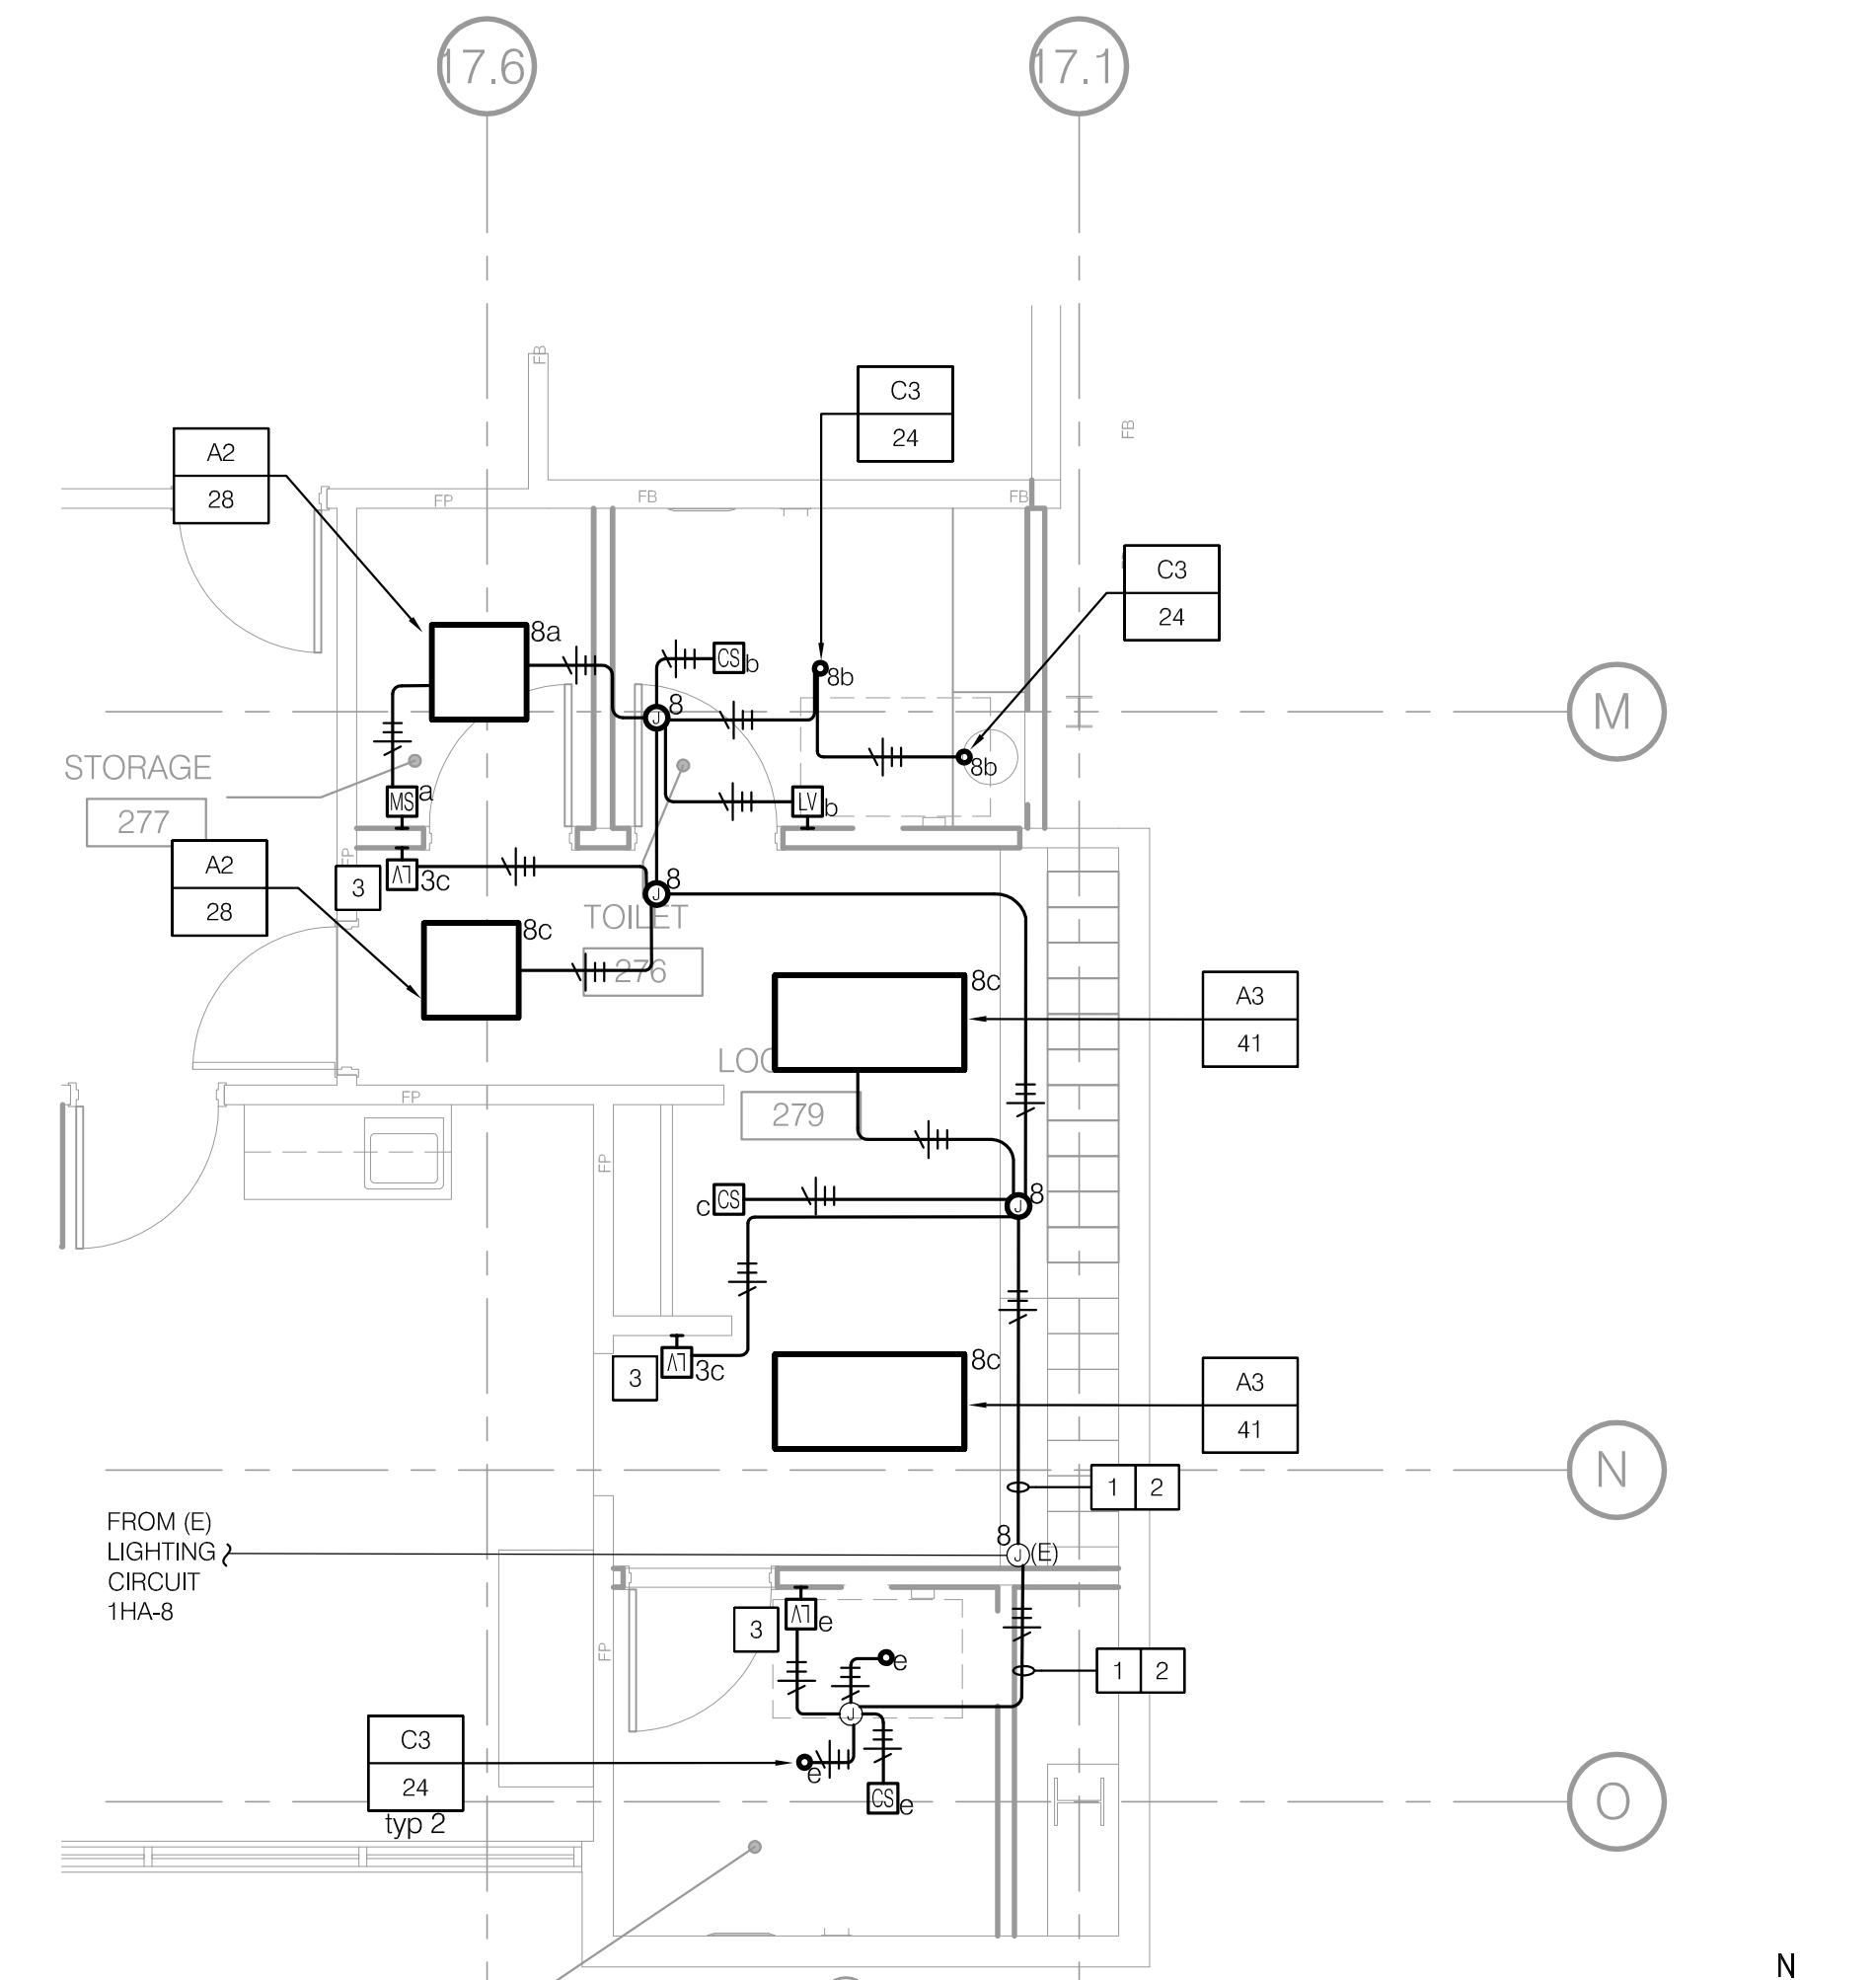 17.6
17.1
FB
C3
24
FB
A2
28
FP
FB
FB
C3
24
8a
CS
b
8b
8
M
8b
STORAGE
277
MS
a
LV
b
FP
A2
28
3
LV
3c
8
TOILET
276
8c
8c
A3
41
LOC
279
FP
FP
CS
c
8
3
LV
3c
8c
A3
41
N
1
2
FROM (E)
LIGHTING
CIRCUIT
1HA-8
8
J
(E)
3
LV
e
FP
e
1
2
J
C3
24
typ 2
e
CS
e
O
N
J
J
J